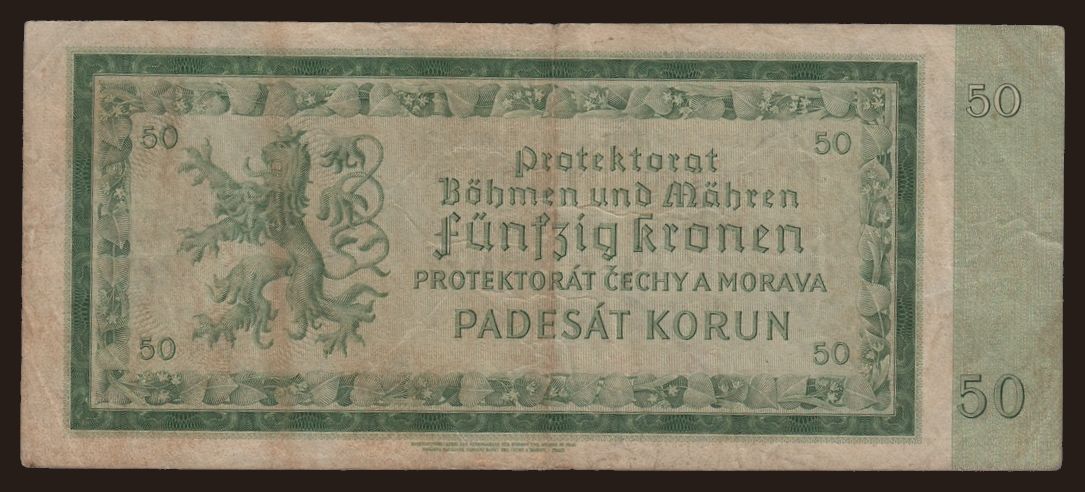 50
50
50
Protektorat
Böhmen und Mähren
Fünfzig Kronen
PROTEKTORÁT ČECHY A MORAVA
PADESÁT KORUN
50
50
50